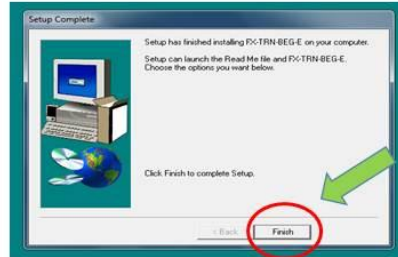 Setup Complete
Setup has finished installing FX-TRN-BEG-E on your computer.
Setup can launch the Read Me file and FX-TRN-BEG-E.
Choose the options you want below.
Click Finish to complete Setup.
< Back
Finish